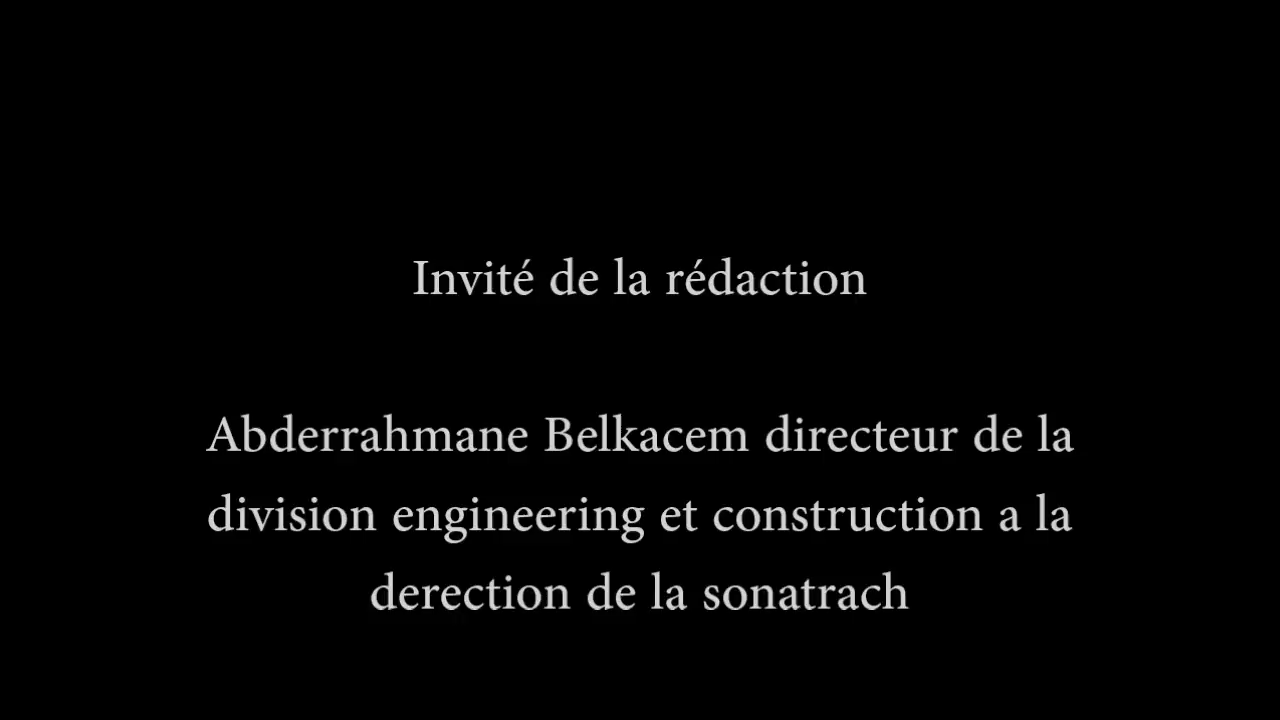 Invité de la rédaction
Abderrahmane Belkacem directeur de la
division engineering et construction a la
derection de la sonatrach